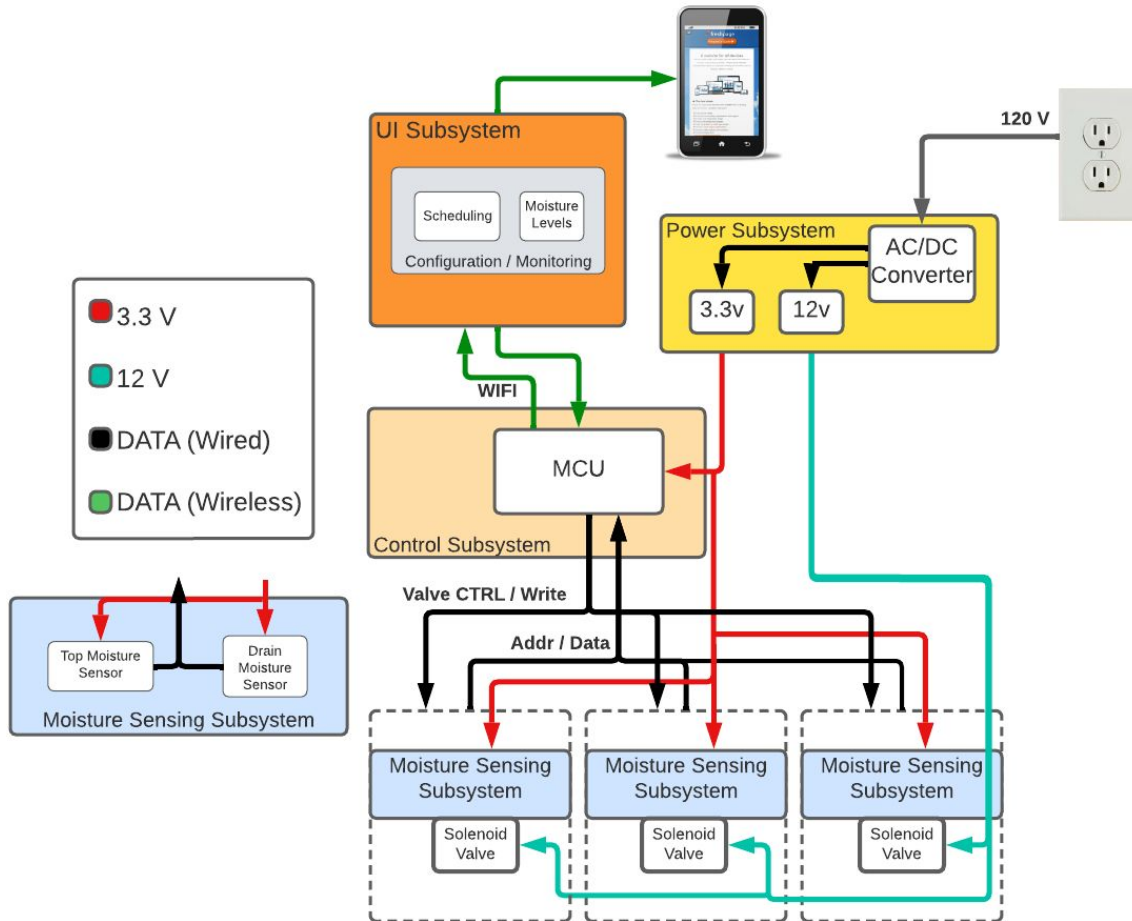 120 V
UI Subsystem
Scheduling
Moisture
Levels
Configuration / Monitoring
Power Subsystem
AC/DC
Converter
3.3v
12v
3.3 V
12 V
DATA (Wired)
DATA (Wireless)
WIFI
MCU
Control Subsystem
Valve CTRL / Write
Addr / Data
Top Moisture
Sensor
Drain
Moisture
Sensor
Moisture Sensing Subsystem
Moisture Sensing
Subsystem
Solenoid
Valve
Moisture Sensing
Subsystem
Solenoid
Valve
Moisture Sensing
Subsystem
Solenoid
Valve